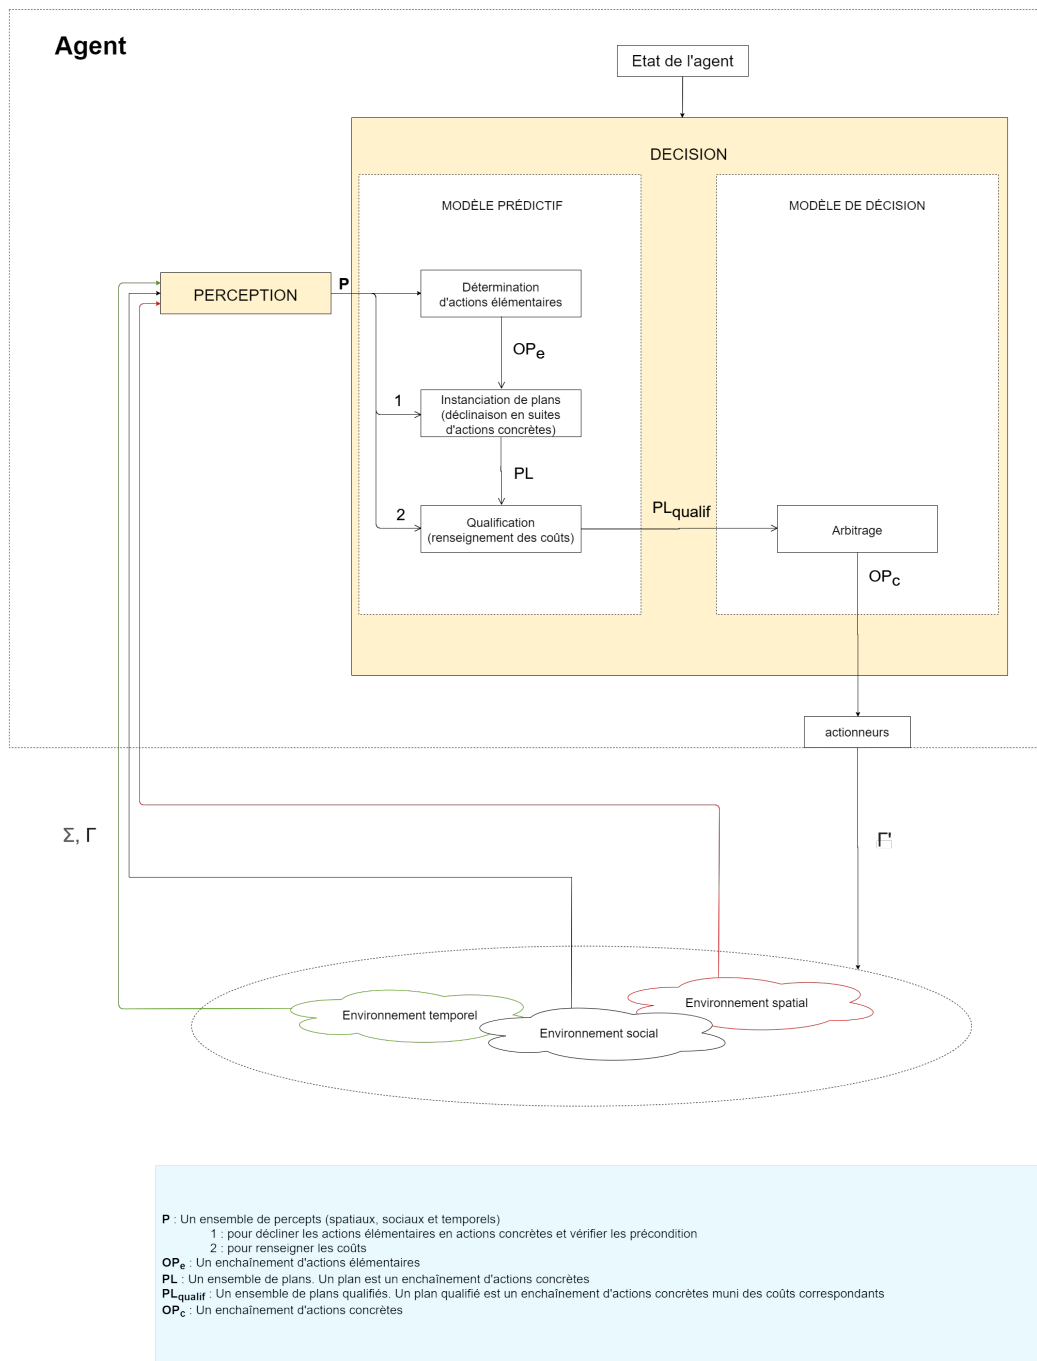 Agent
Etat de l'agent
DECISION
MODÈLE PRÉDICTIF
MODÈLE DE DÉCISION
PERCEPTION
P
Détermination
d'actions élémentaires
OPe
1
Instanciation de plans
(déclinaison en suites
d'actions concrètes)
PL
2
Qualification
(renseignement des coûts)
PLqualif
Arbitrage
OPc
actionneurs
Σ, Γ
Γ'
Environnement temporel
Environnement social
Environnement spatial
P : Un ensemble de percepts (spatiaux, sociaux et temporels)
1 : pour décliner les actions élémentaires en actions concrètes et vérifier les précondition
2 : pour renseigner les coûts
OPe : Un enchaînement d'actions élémentaires
PL : Un ensemble de plans. Un plan est un enchaînement d'actions concrètes
PLqualif : Un ensemble de plans qualifiés. Un plan qualifié est un enchaînement d'actions concrètes muni des coûts correspondants
OPc : Un enchaînement d'actions concrètes